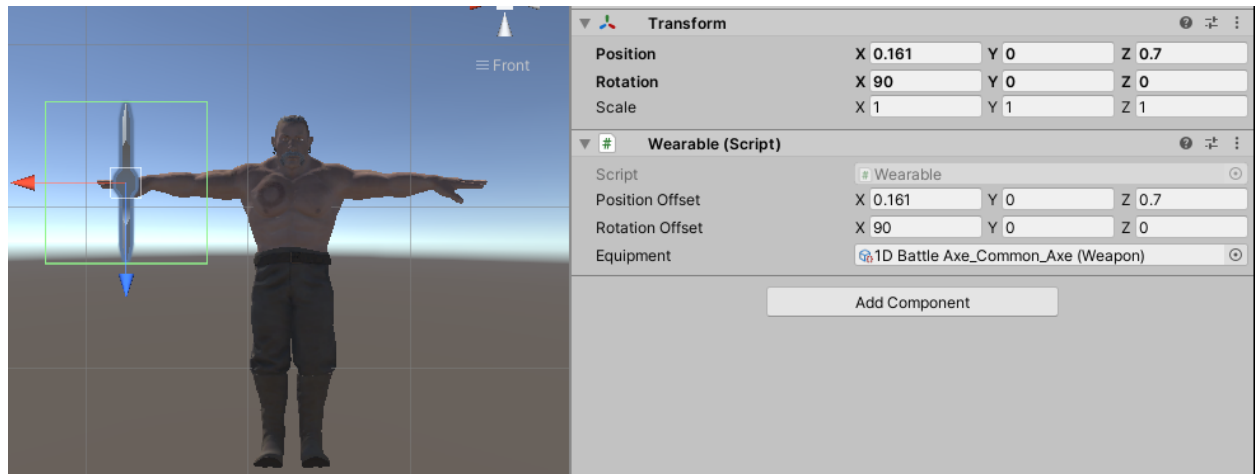 Front
Transform
Position X 0.161 Y 0 Z 0.7
Rotation X 90 Y 0 Z 0
Scale X 1 Y 1 Z 1
# Wearable (Script)
Script # Wearable
Position Offset X 0.161 Y 0 Z 0.7
Rotation Offset X 90 Y 0 Z 0
Equipment 1D Battle Axe_Common_Axe (Weapon)
Add Component